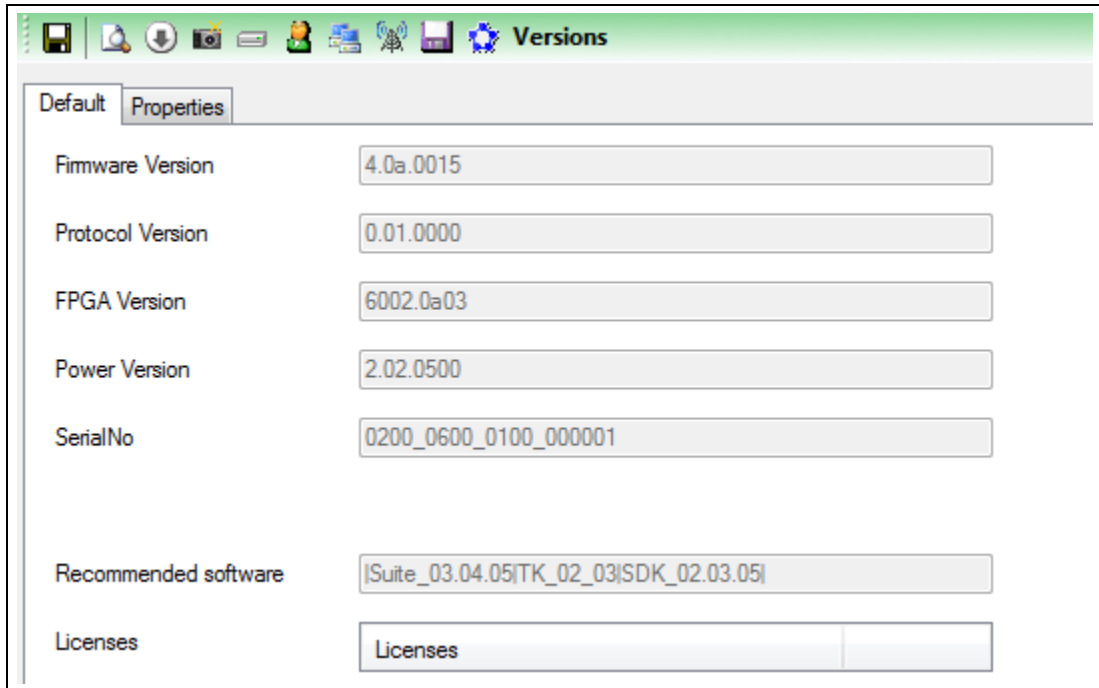 Versions
Default Properties
Firmware Version 4.0a.0015
Protocol Version 0.01.0000
FPGA Version 6002.0a03
Power Version 2.02.0500
SerialNo 0200_0600_0100_000001
Recommended software |Suite_03.04.05|TK_02_03|SDK_02.03.05|
Licenses Licenses